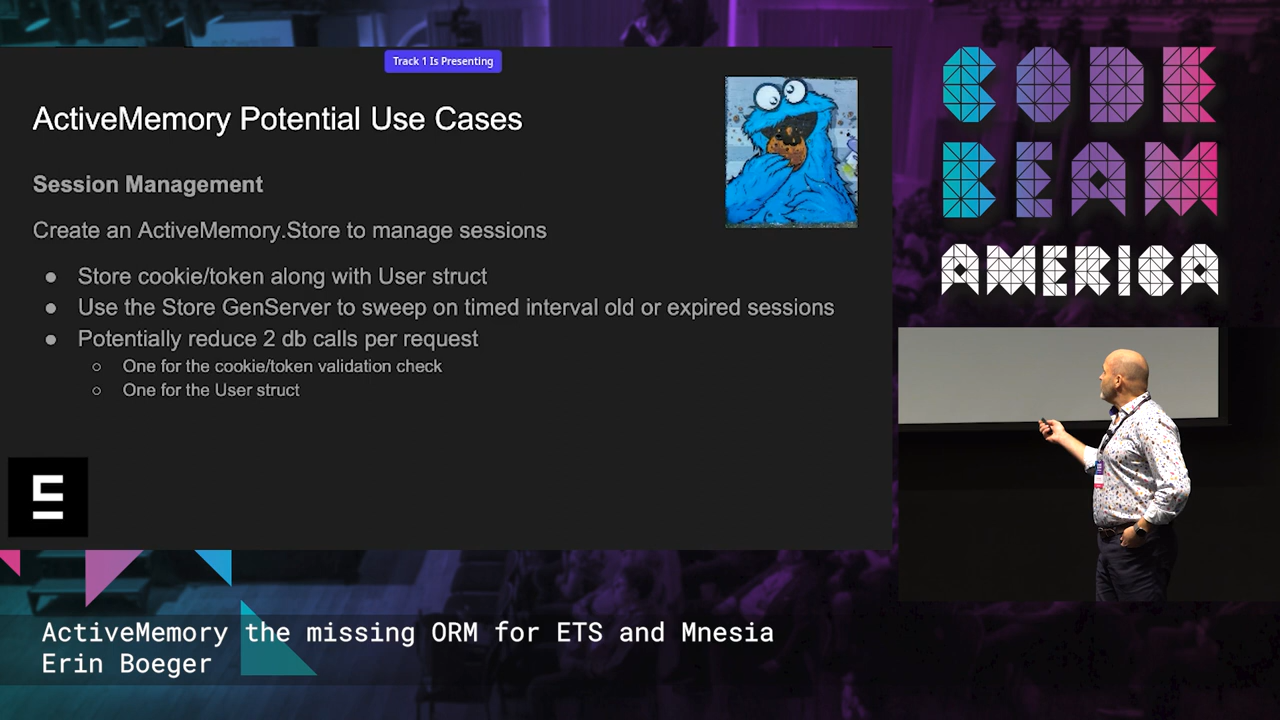 Track 1 Is Presenting
ActiveMemory Potential Use Cases
Session Management
Create an ActiveMemory.Store to manage sessions
● Store cookie/token along with User struct
● Use the Store GenServer to sweep on timed interval old or expired sessions
● Potentially reduce 2 db calls per request
○ One for the cookie/token validation check
○ One for the User struct
CODE
BEAM
AMERICA
ActiveMemory the missing ORM for ETS and Mnesia
Erin Boeger